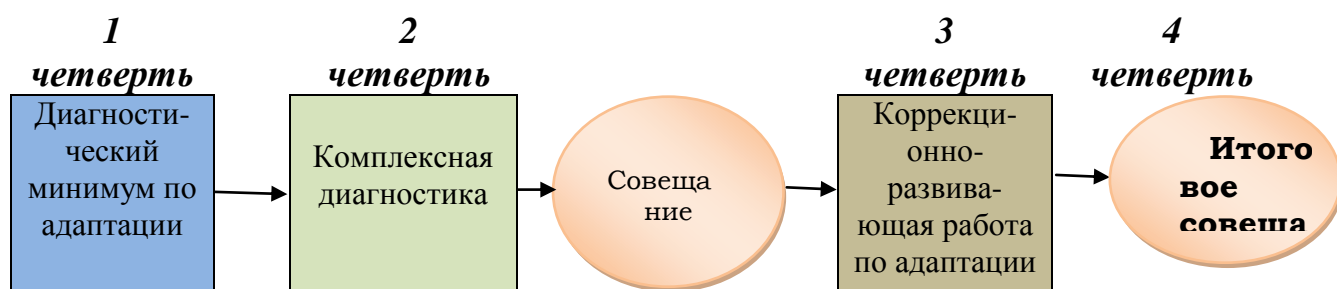 1
четверть
2
четверть
3
четверть
4
четверть
Диагности-
ческий
минимум по
адаптации
Комплексная
диагностика
Совеща
ние
Коррекци-
онно-
развива-
ющая работа
по адаптации
Итого
вое
совеща